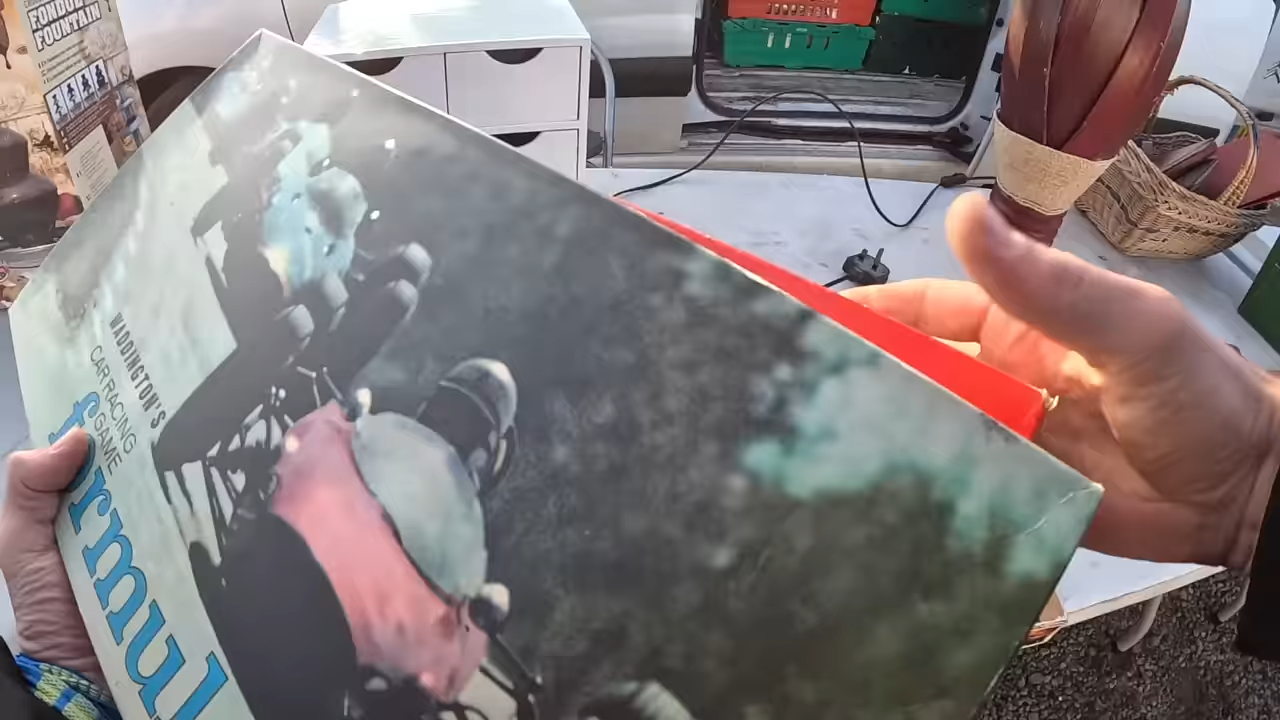 FONDUE
FOUNTAIN
WADDINGTON'S
CAR RACING
GAME
formul